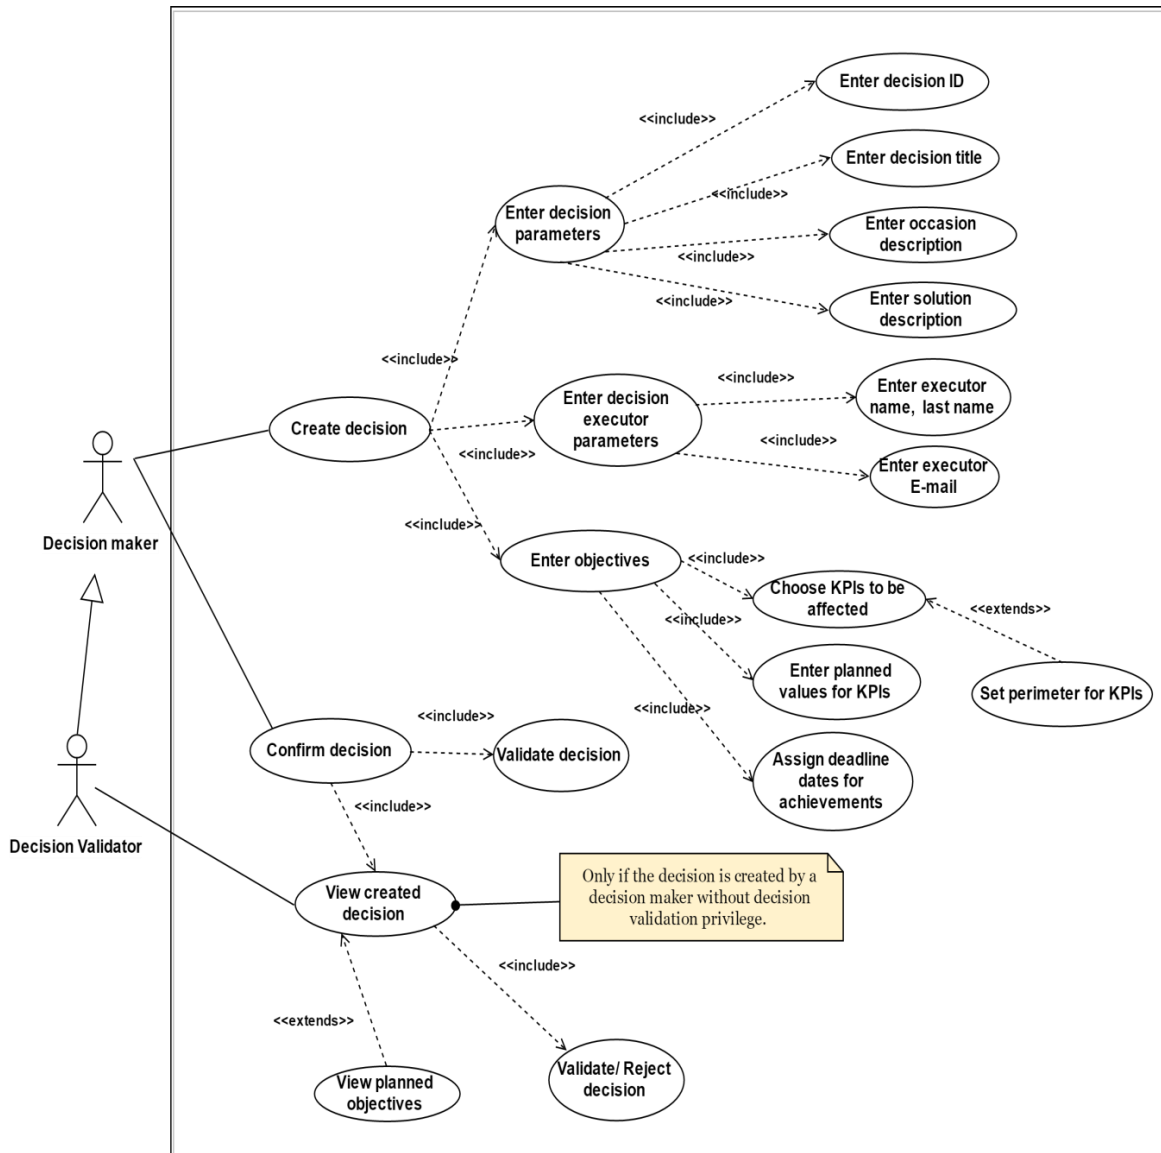 Enter decision ID
<<include>>
Enter decision title
<<include>>
Enter decision
parameters
Enter occasion
description
<<include>>
Enter solution
description
<<include>>
<<include>>
Enter executor
name, last name
<<include>>
Enter decision
executor
parameters
Create decision
<<include>>
<<include>>
Enter executor
E-mail
<<include>>
Decision maker
Enter objectives
<<include>>
Choose KPIs to be
affected
<<extends>>
<<include>>
Enter planned
values for KPIs
Set perimeter for KPIs
<<include>>
<<include>>
Confirm decision
Validate decision
Assign deadline
dates for
achievements
<<include>>
Decision Validator
View created
decision
Only if the decision is created by a
decision maker without decision
validation privilege.
<<include>>
<<extends>>
View planned
objectives
Validate/ Reject
decision